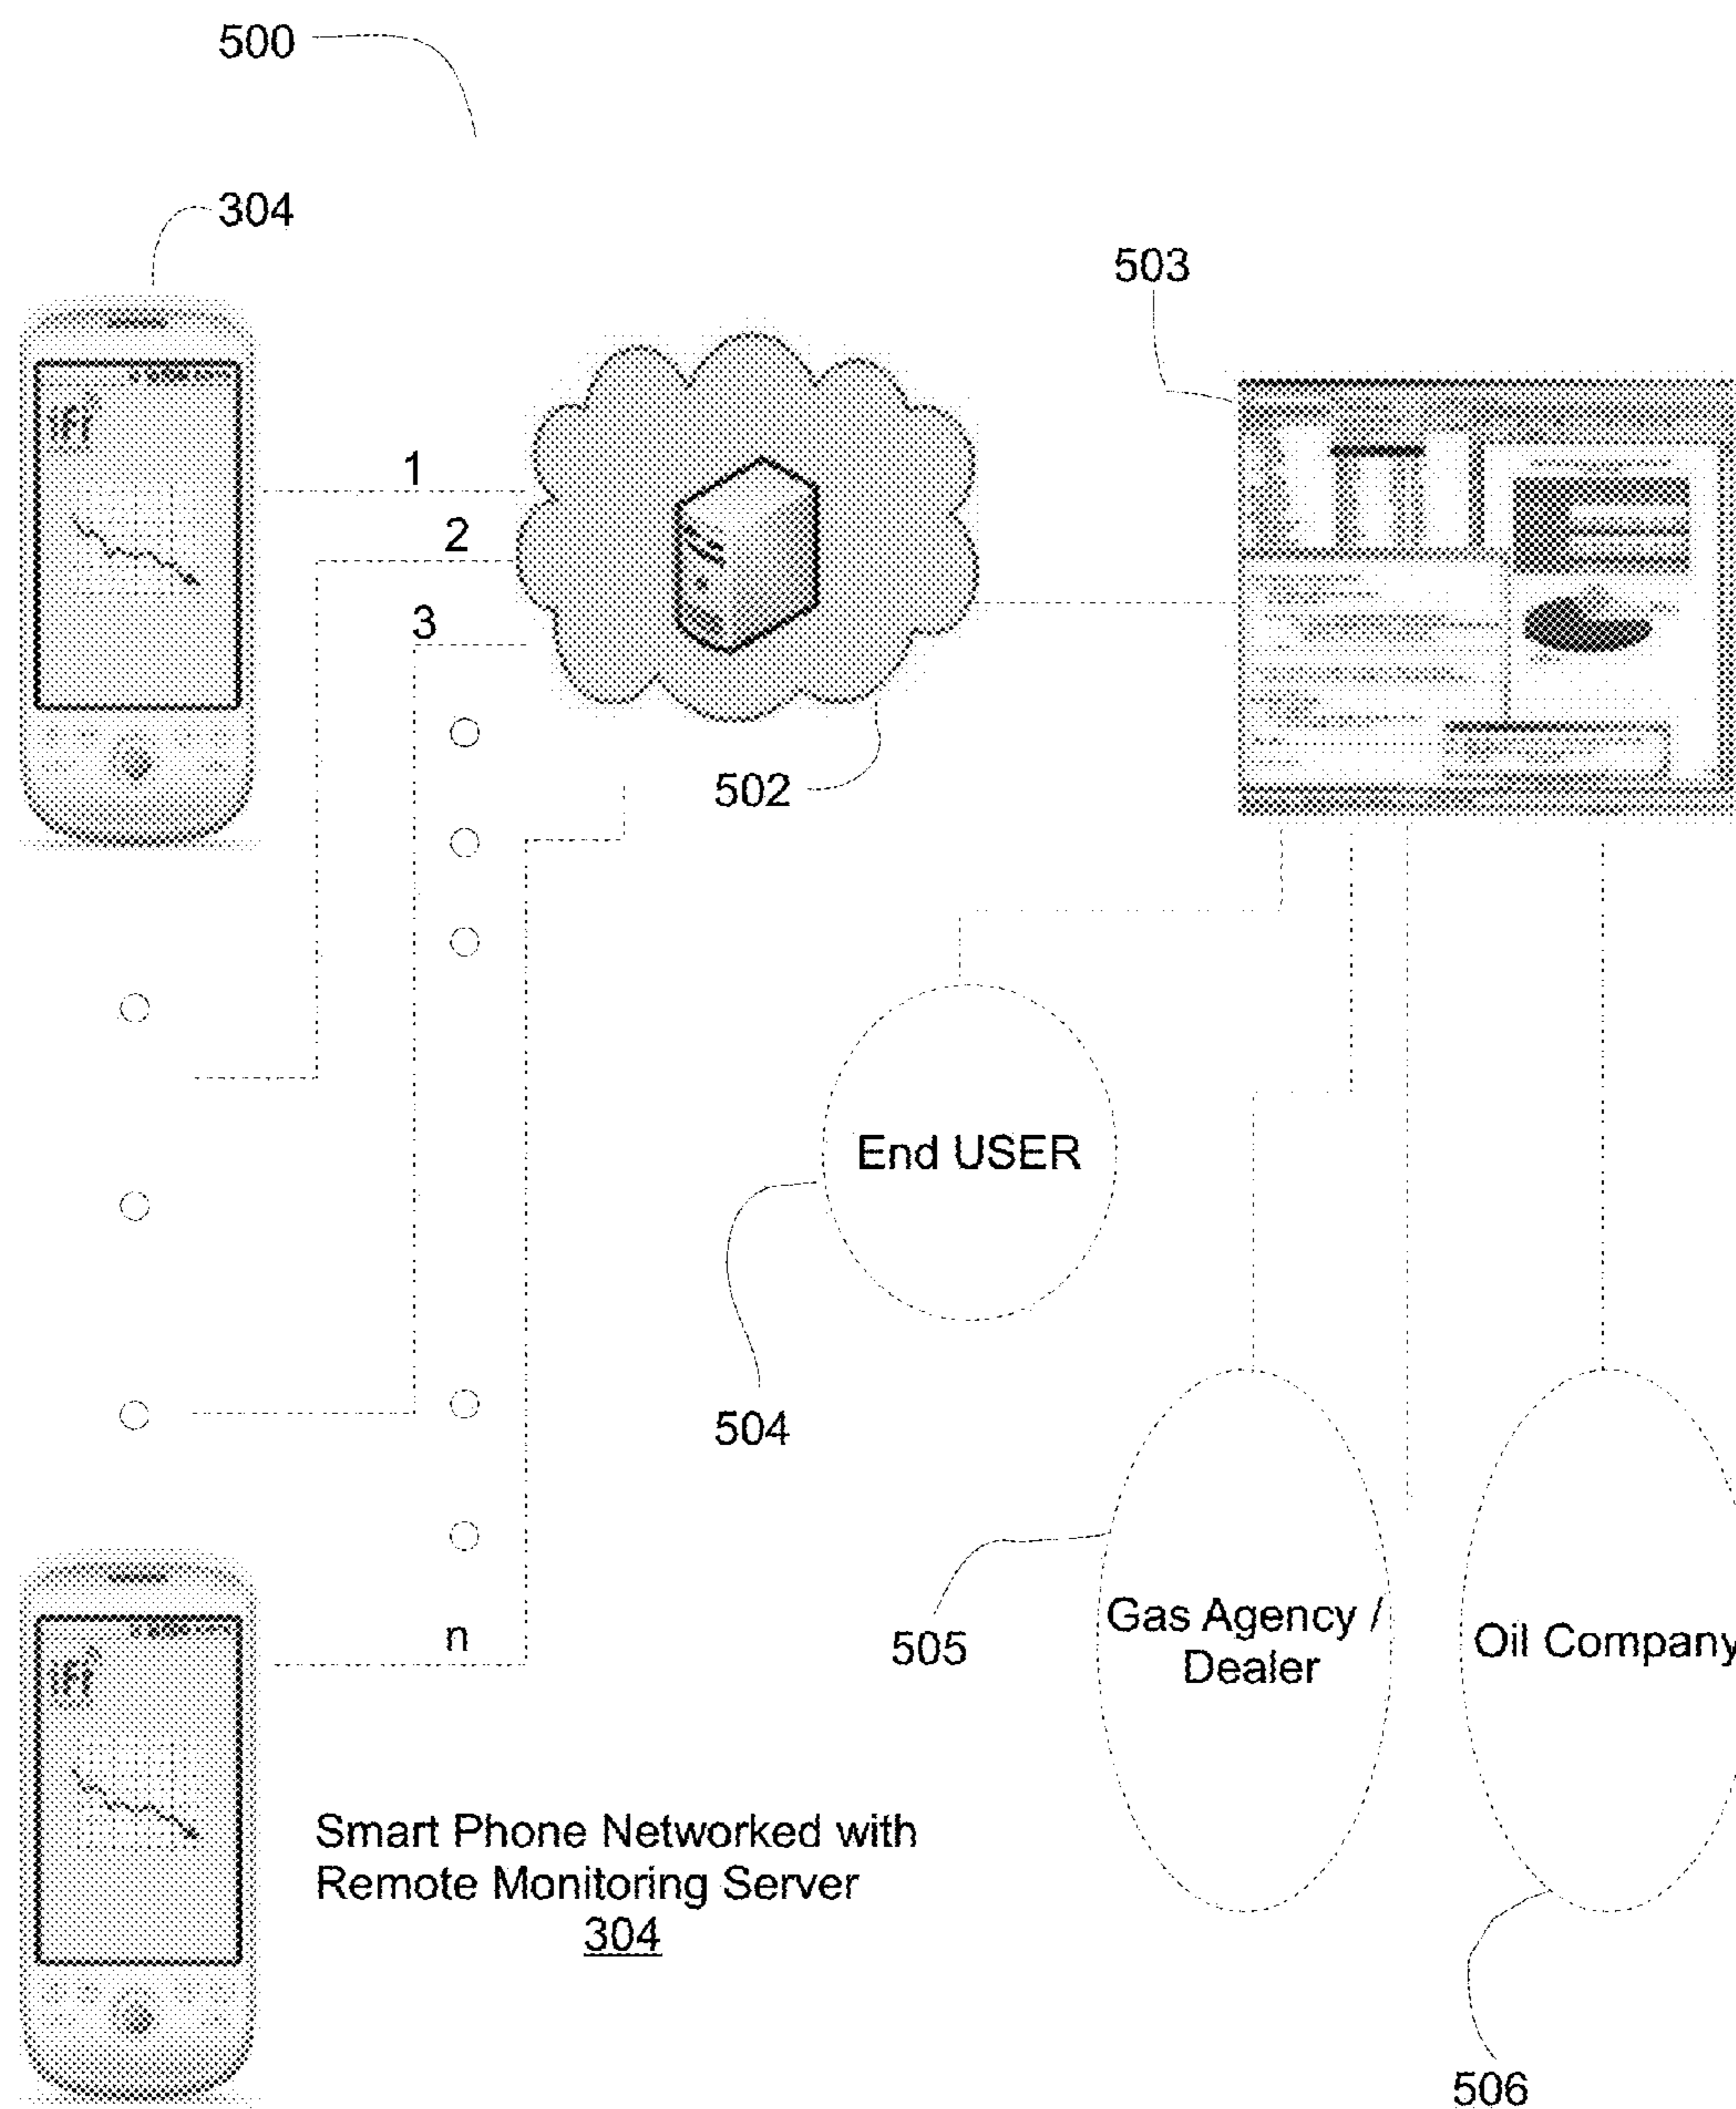 500
304
503
1
2
3
502
End USER
504
505
Gas Agency /
Dealer
Oil Company
n
Smart Phone Networked with
Remote Monitoring Server
304
506